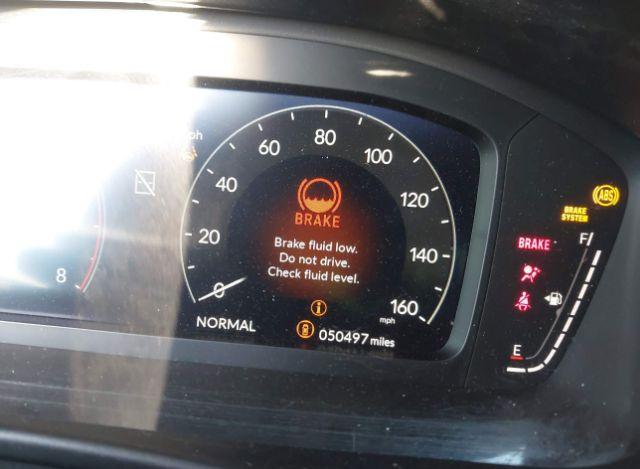 ph
80
60
100
40
120
ABS
BRAKE
SYSTEM
BRAKE
20
Brake fluid low.
Do not drive.
Check fluid level.
140
BRAKE
F
8
0
160
mph
i
NORMAL
050497 miles
E